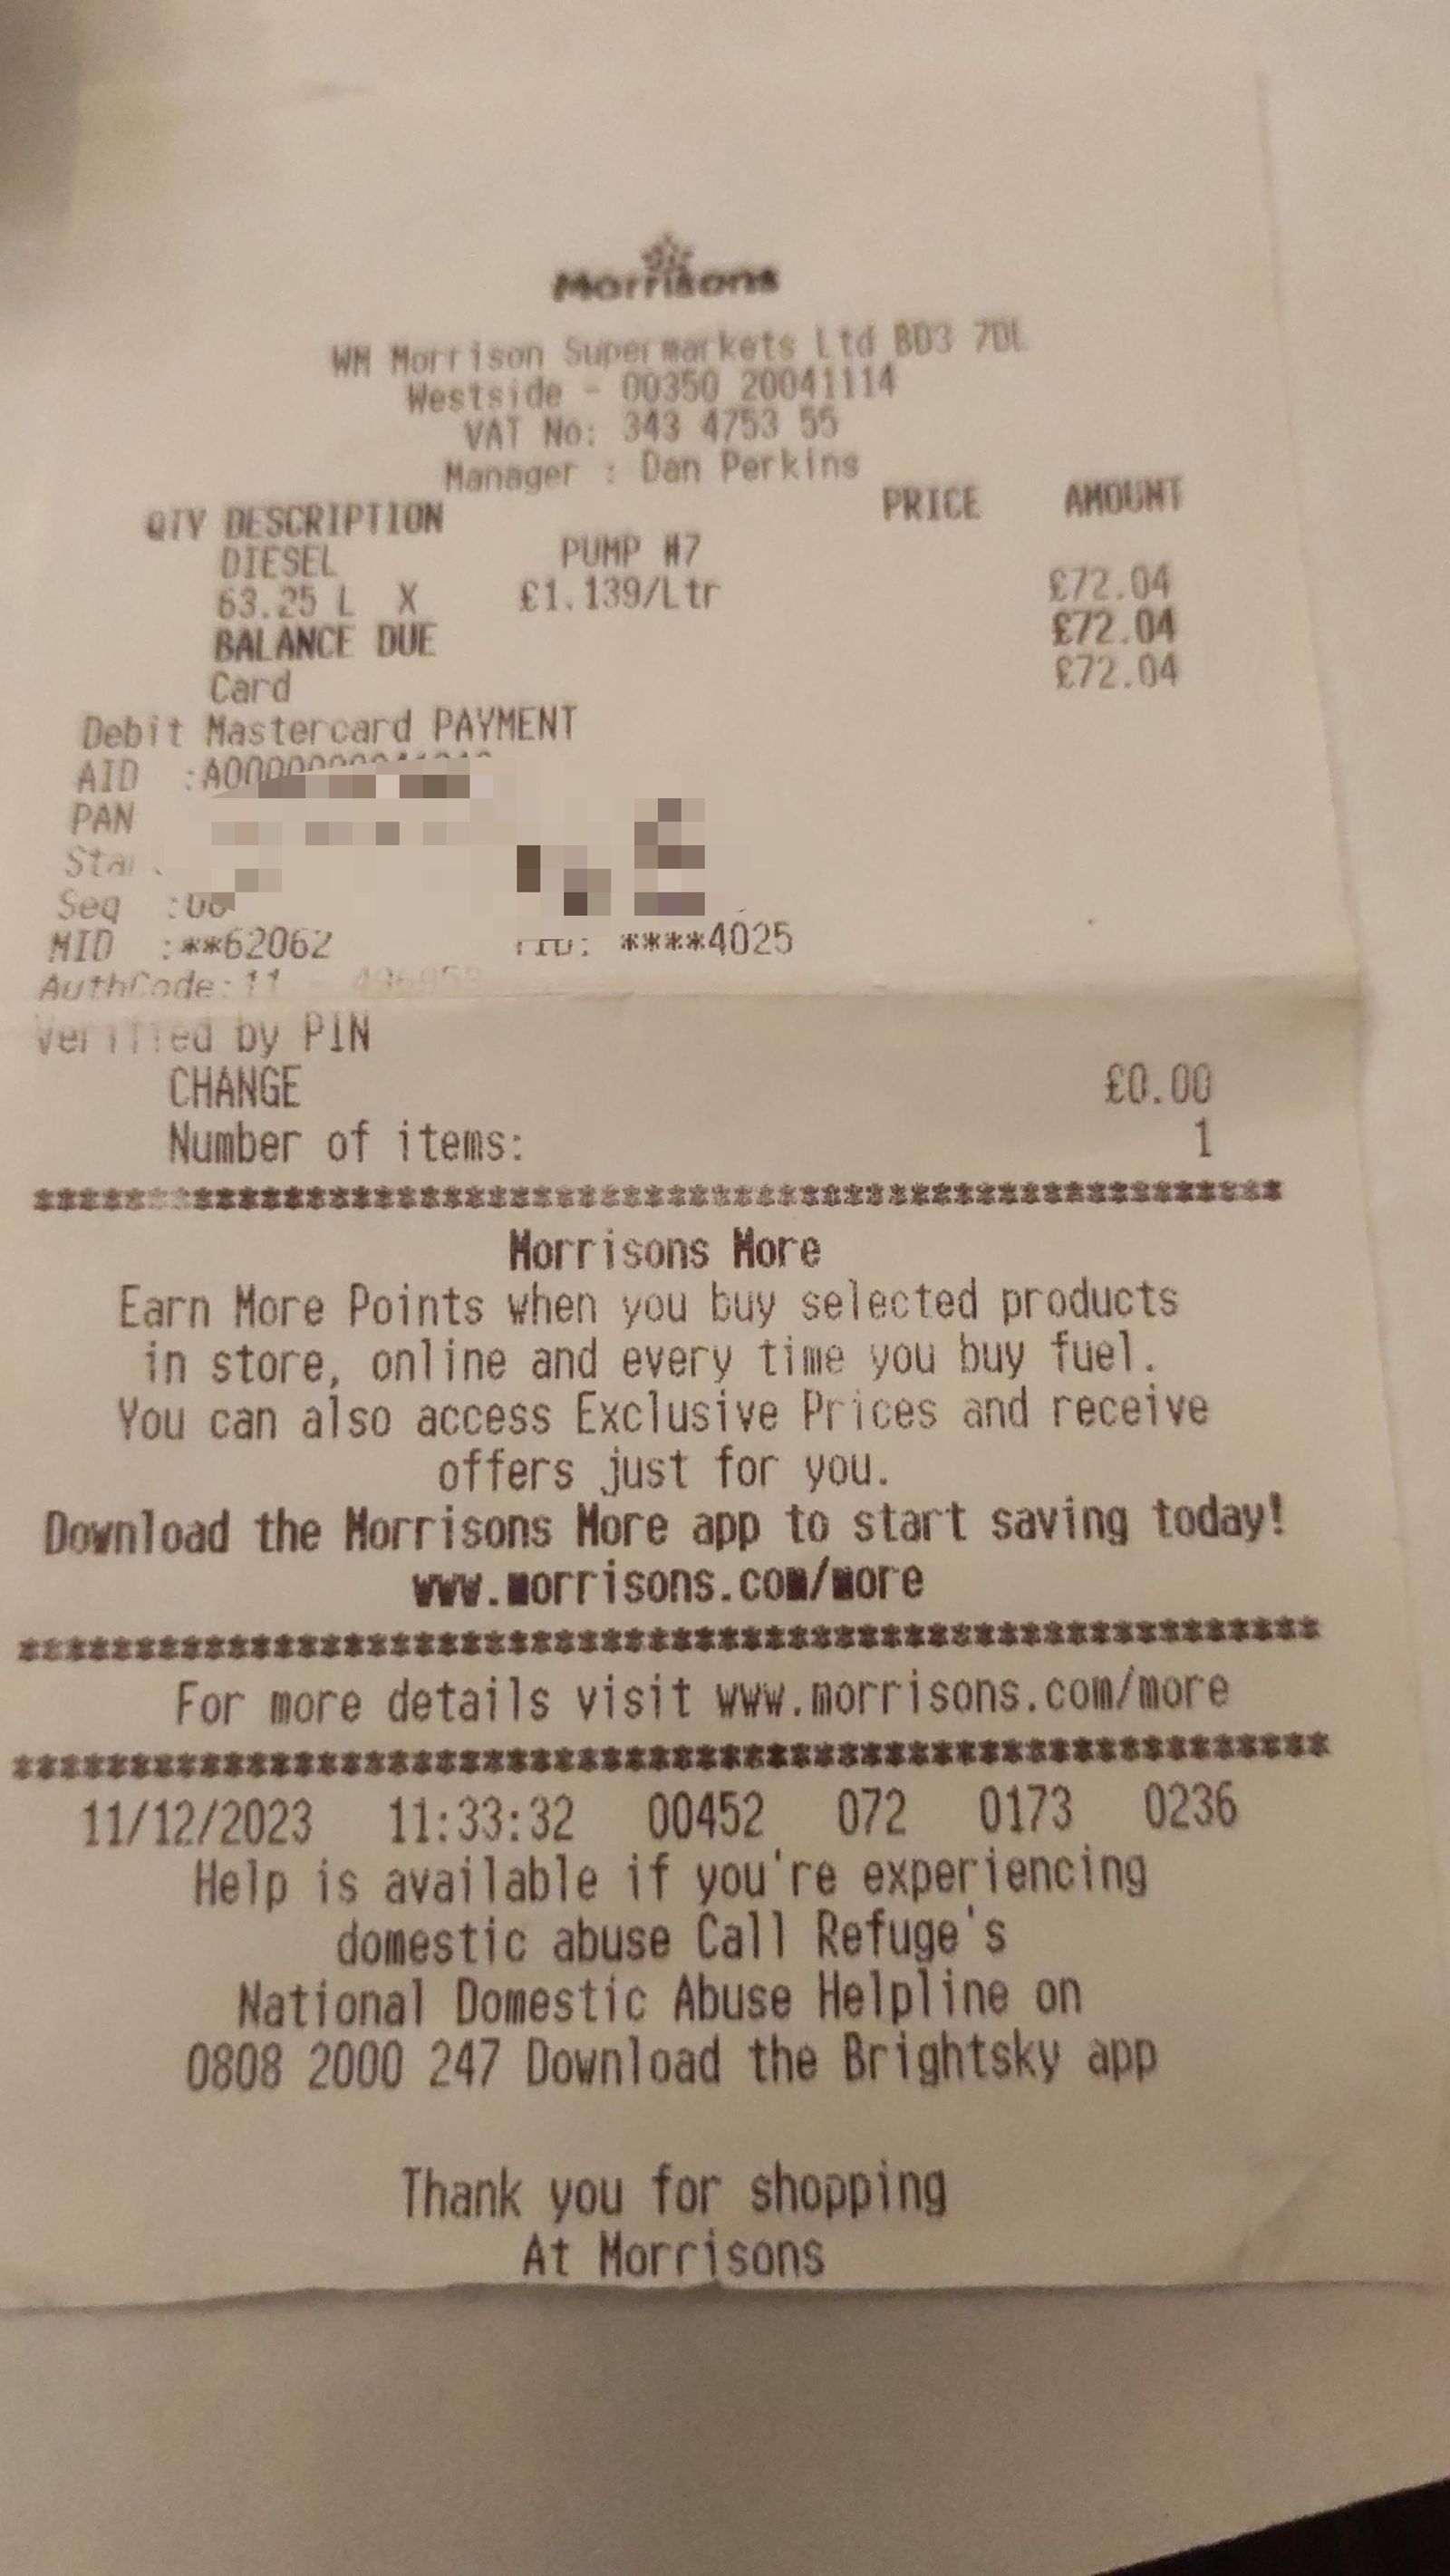 Morrisons
WM Morrison Supermarkets Ltd BD3 7DL
Westside - 00350 20041114
VAT No: 343 4753 55
Manager : Dan Perkins
QTY DESCRIPTION PRICE AMOUNT
DIESEL PUMP #7
63.25 L X £1.139/Ltr £72.04
BALANCE DUE £72.04
Card £72.04
Debit Mastercard PAYMENT
AID
PAN
Seq
MID :**62062 TID: ****4025
AuthCode:11
Verified by PIN
CHANGE £0.00
Number of items: 1
******************************************************
Morrisons More
Earn More Points when you buy selected products
in store, online and every time you buy fuel.
You can also access Exclusive Prices and receive
offers just for you.
Download the Morrisons More app to start saving today!
www.morrisons.com/more
********************************************************
For more details visit www.morrisons.com/more
********************************************************
11/12/2023 11:33:32 00452 072 0173 0236
Help is available if you're experiencing
domestic abuse Call Refuge's
National Domestic Abuse Helpline on
0808 2000 247 Download the Brightsky app
Thank you for shopping
At Morrisons